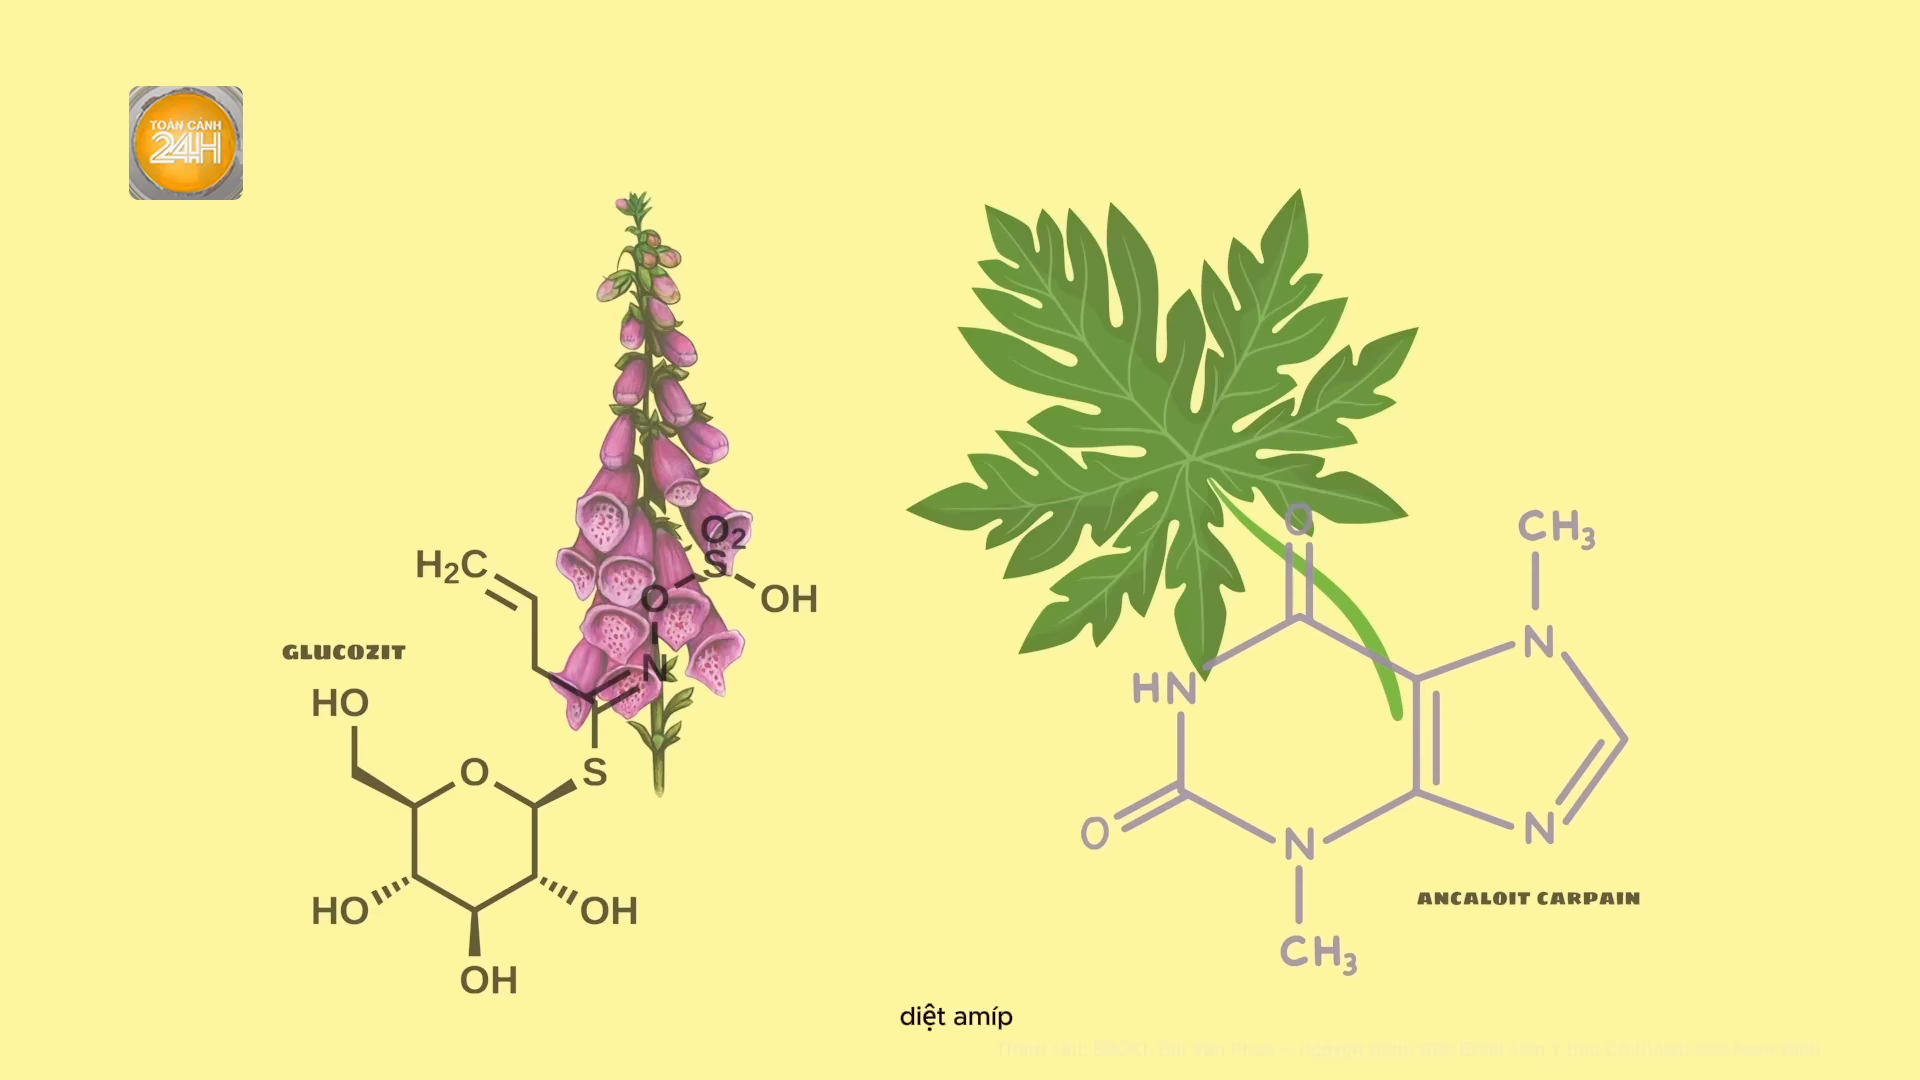 TOÀN CẢNH
24H
O₂
S
H₂C
O
OH
N
GLUCOZIT
HO
O
S
HO
OH
OH
O
CH₃
N
HN
O
N
N
ANCALOIT CARPAIN
CH₃
diệt amíp